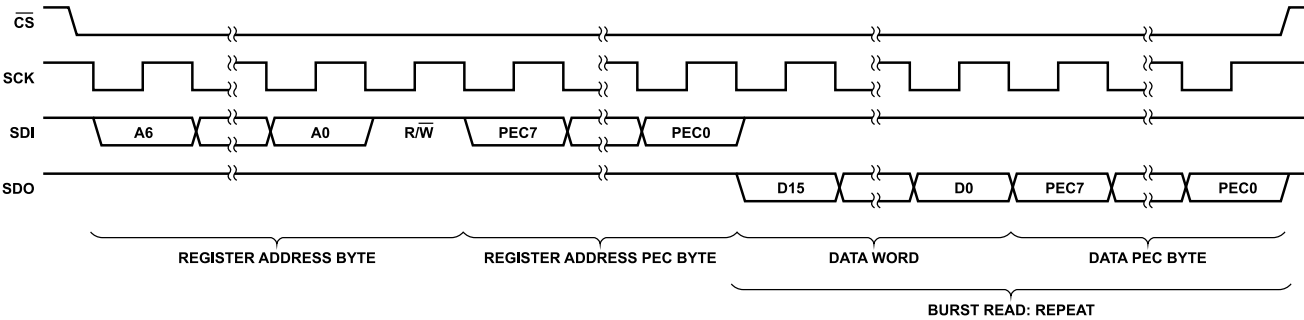 CS
SCK
SDI A6 A0 R/W PEC7 PEC0
SDO D15 D0 PEC7 PEC0
REGISTER ADDRESS BYTE REGISTER ADDRESS PEC BYTE DATA WORD DATA PEC BYTE
BURST READ: REPEAT